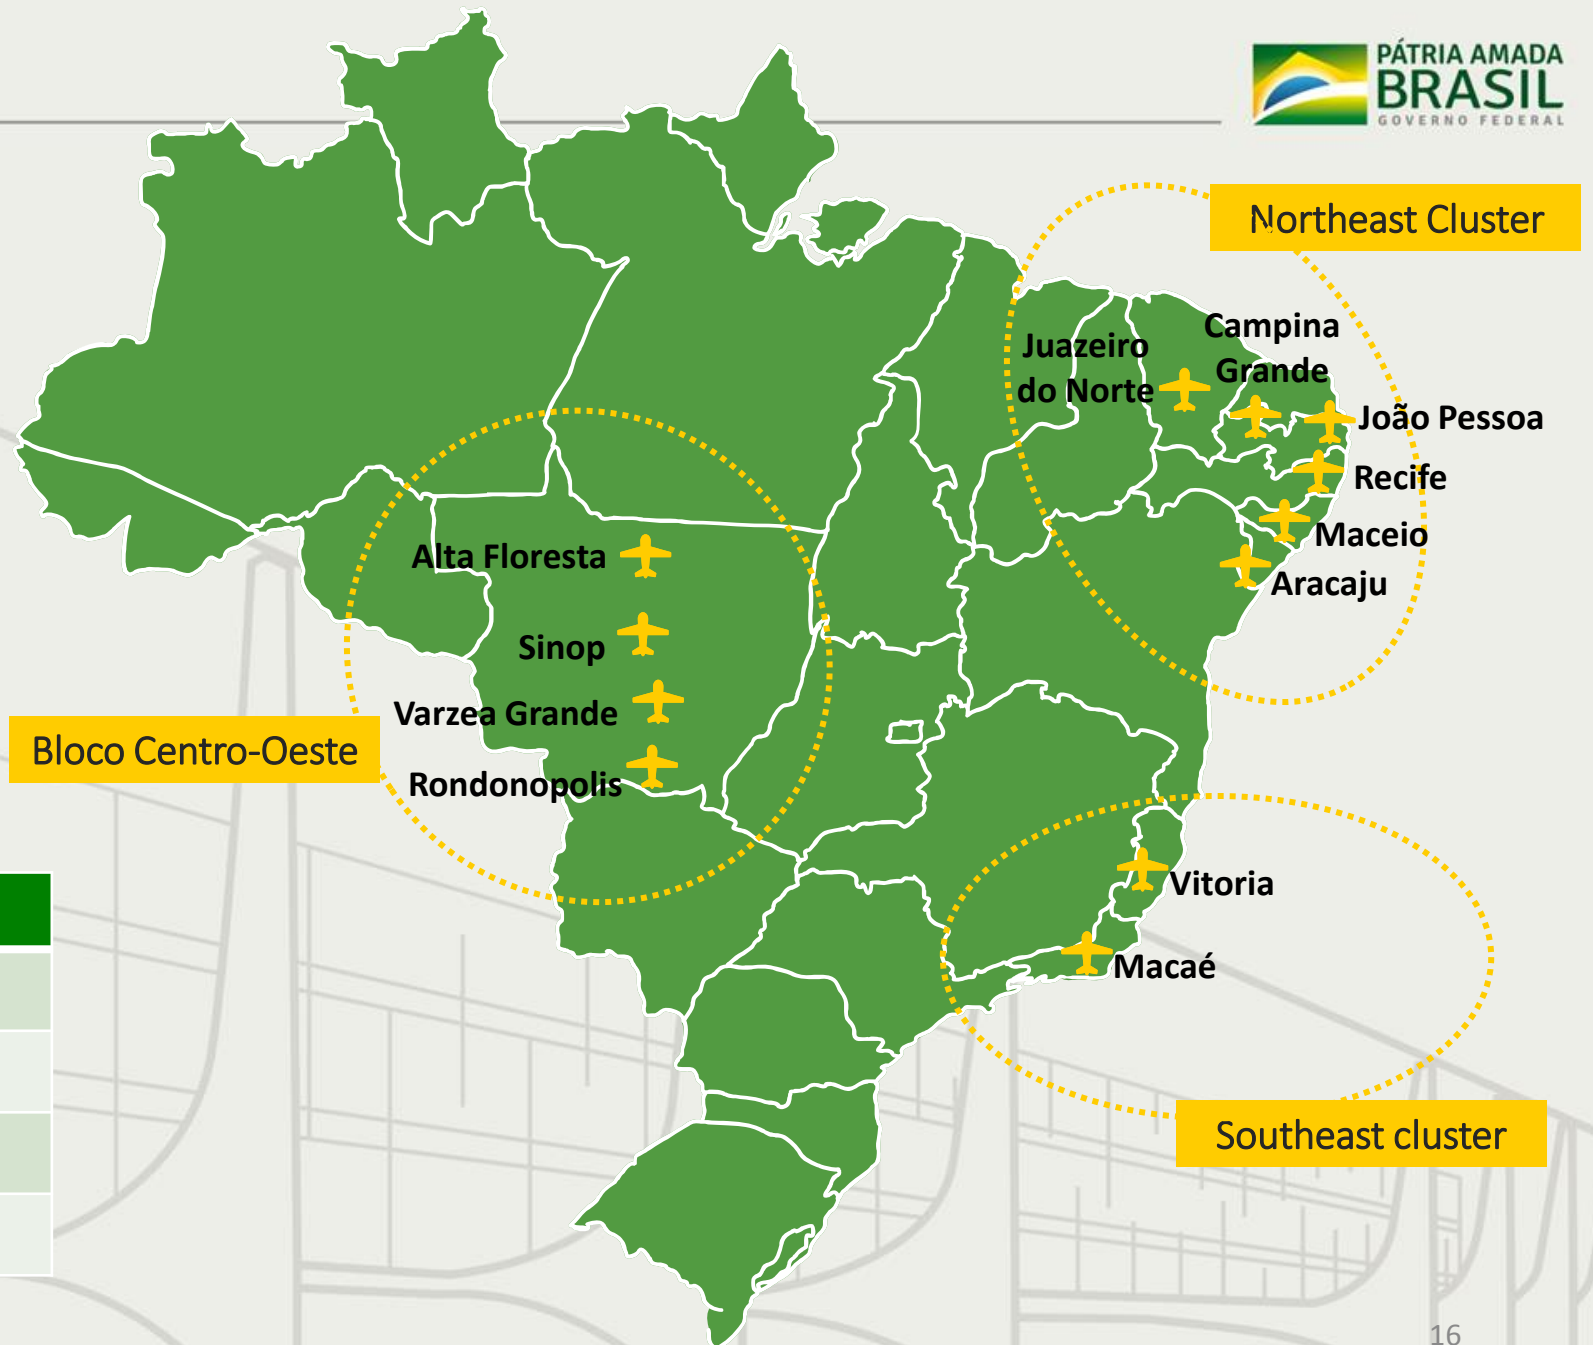 PÁTRIA AMADA
BRASIL
GOVERNO FEDERAL
Northeast Cluster
Campina
Grande
Juazeiro
do Norte
João Pessoa
Recife
Maceio
Aracaju
Alta Floresta
Sinop
Varzea Grande
Rondonopolis
Bloco Centro-Oeste
Vitoria
Macaé
Southeast cluster
16